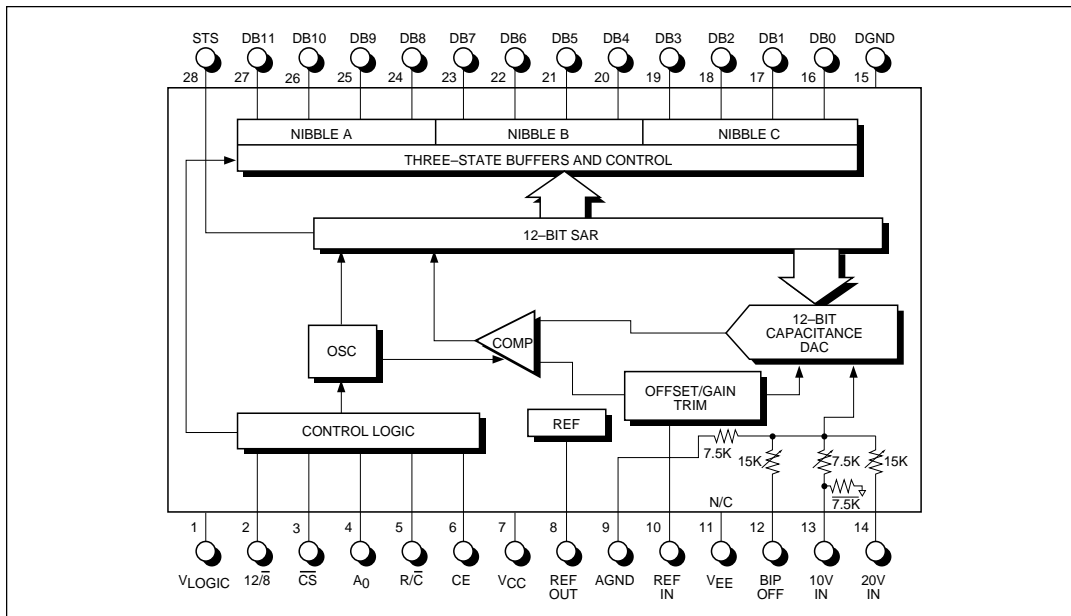 STS DB11 DB10 DB9 DB8 DB7 DB6 DB5 DB4 DB3 DB2 DB1 DB0 DGND
28 27 26 25 24 23 22 21 20 19 18 17 16 15
NIBBLE A NIBBLE B NIBBLE C
THREE–STATE BUFFERS AND CONTROL
12–BIT SAR
12–BIT
CAPACITANCE
DAC
COMP
OSC
OFFSET/GAIN
TRIM
REF
CONTROL LOGIC
7.5K 15K 7.5K 15K
7.5K
N/C
1 2 3 4 5 6 7 8 9 10 11 12 13 14
VLOGIC 12/8̅ C̅S̅ A0 R/C̅ CE VCC REF OUT AGND REF IN VEE BIP OFF 10V IN 20V IN